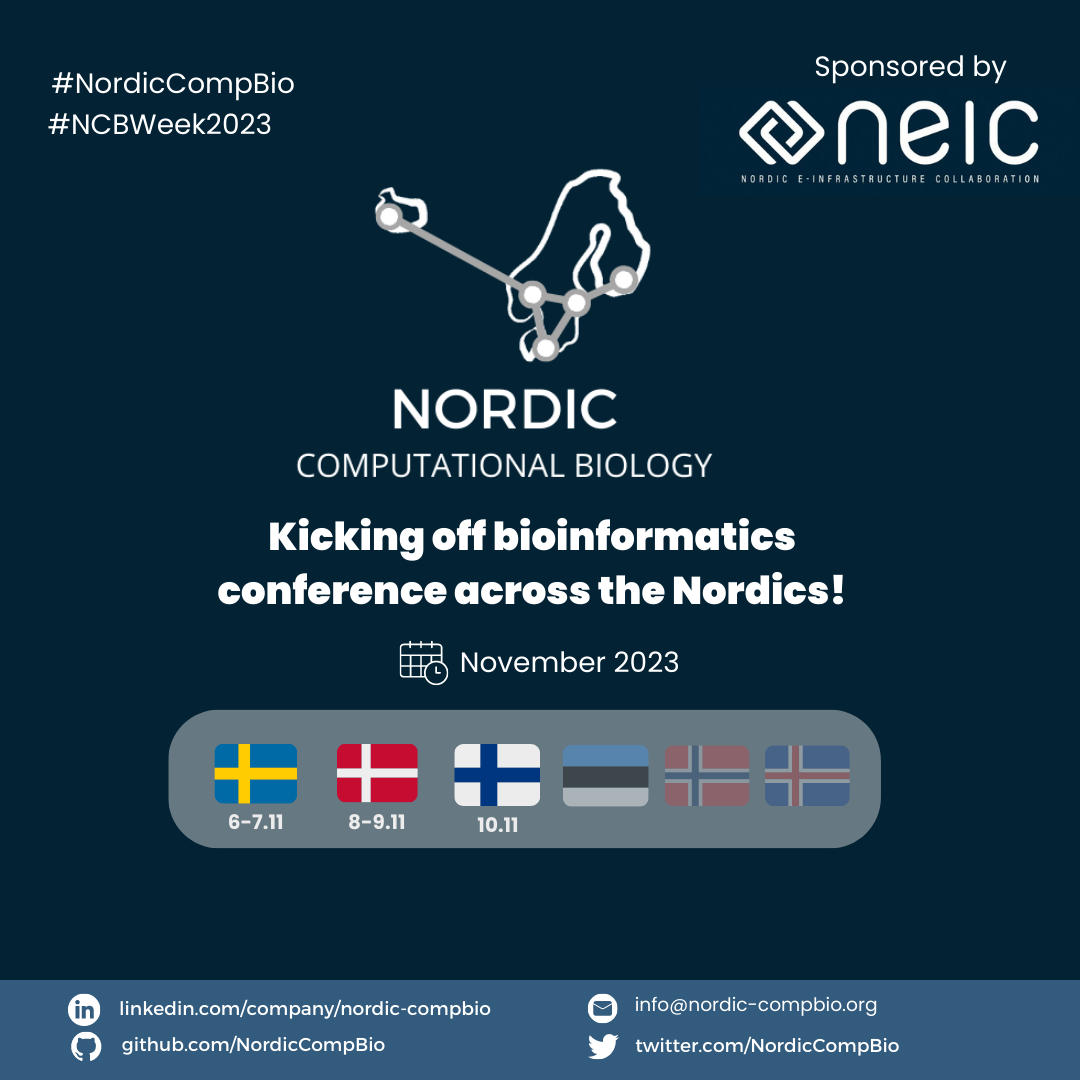 #NordicCompBio
#NCBWeek2023
Sponsored by
neic
NORDIC E-INFRASTRUCTURE COLLABORATION
NORDIC
COMPUTATIONAL BIOLOGY
Kicking off bioinformatics
conference across the Nordics!
November 2023
6-7.11
8-9.11
10.11
linkedin.com/company/nordic-compbio
github.com/NordicCompBio
info@nordic-compbio.org
twitter.com/NordicCompBio